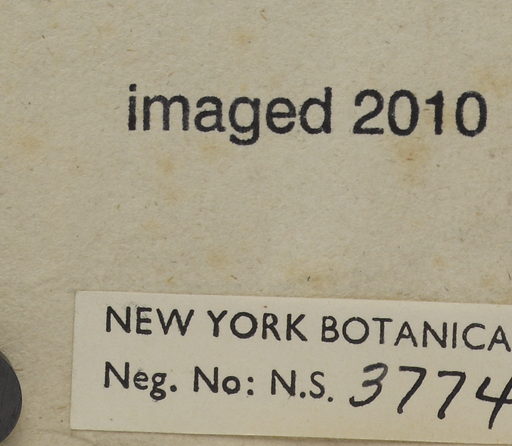 imaged 2010
NEW YORK BOTANICA
Neg. No: N.S. 3774